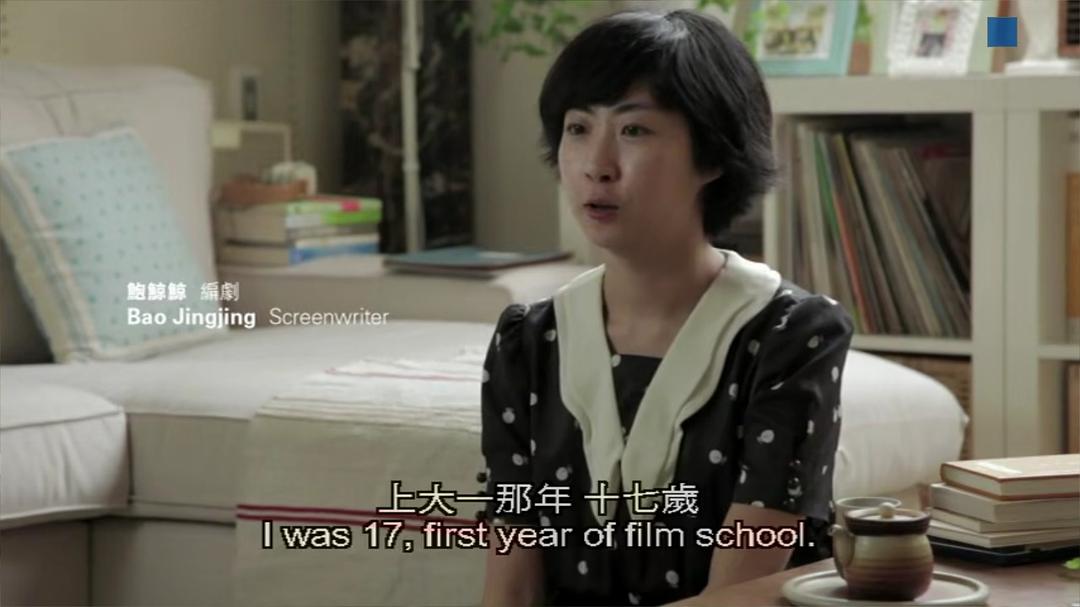 鮑鯨鯨 編劇
Bao Jingjing Screenwriter
上大一那年 十七歲
I was 17, first year of film school.